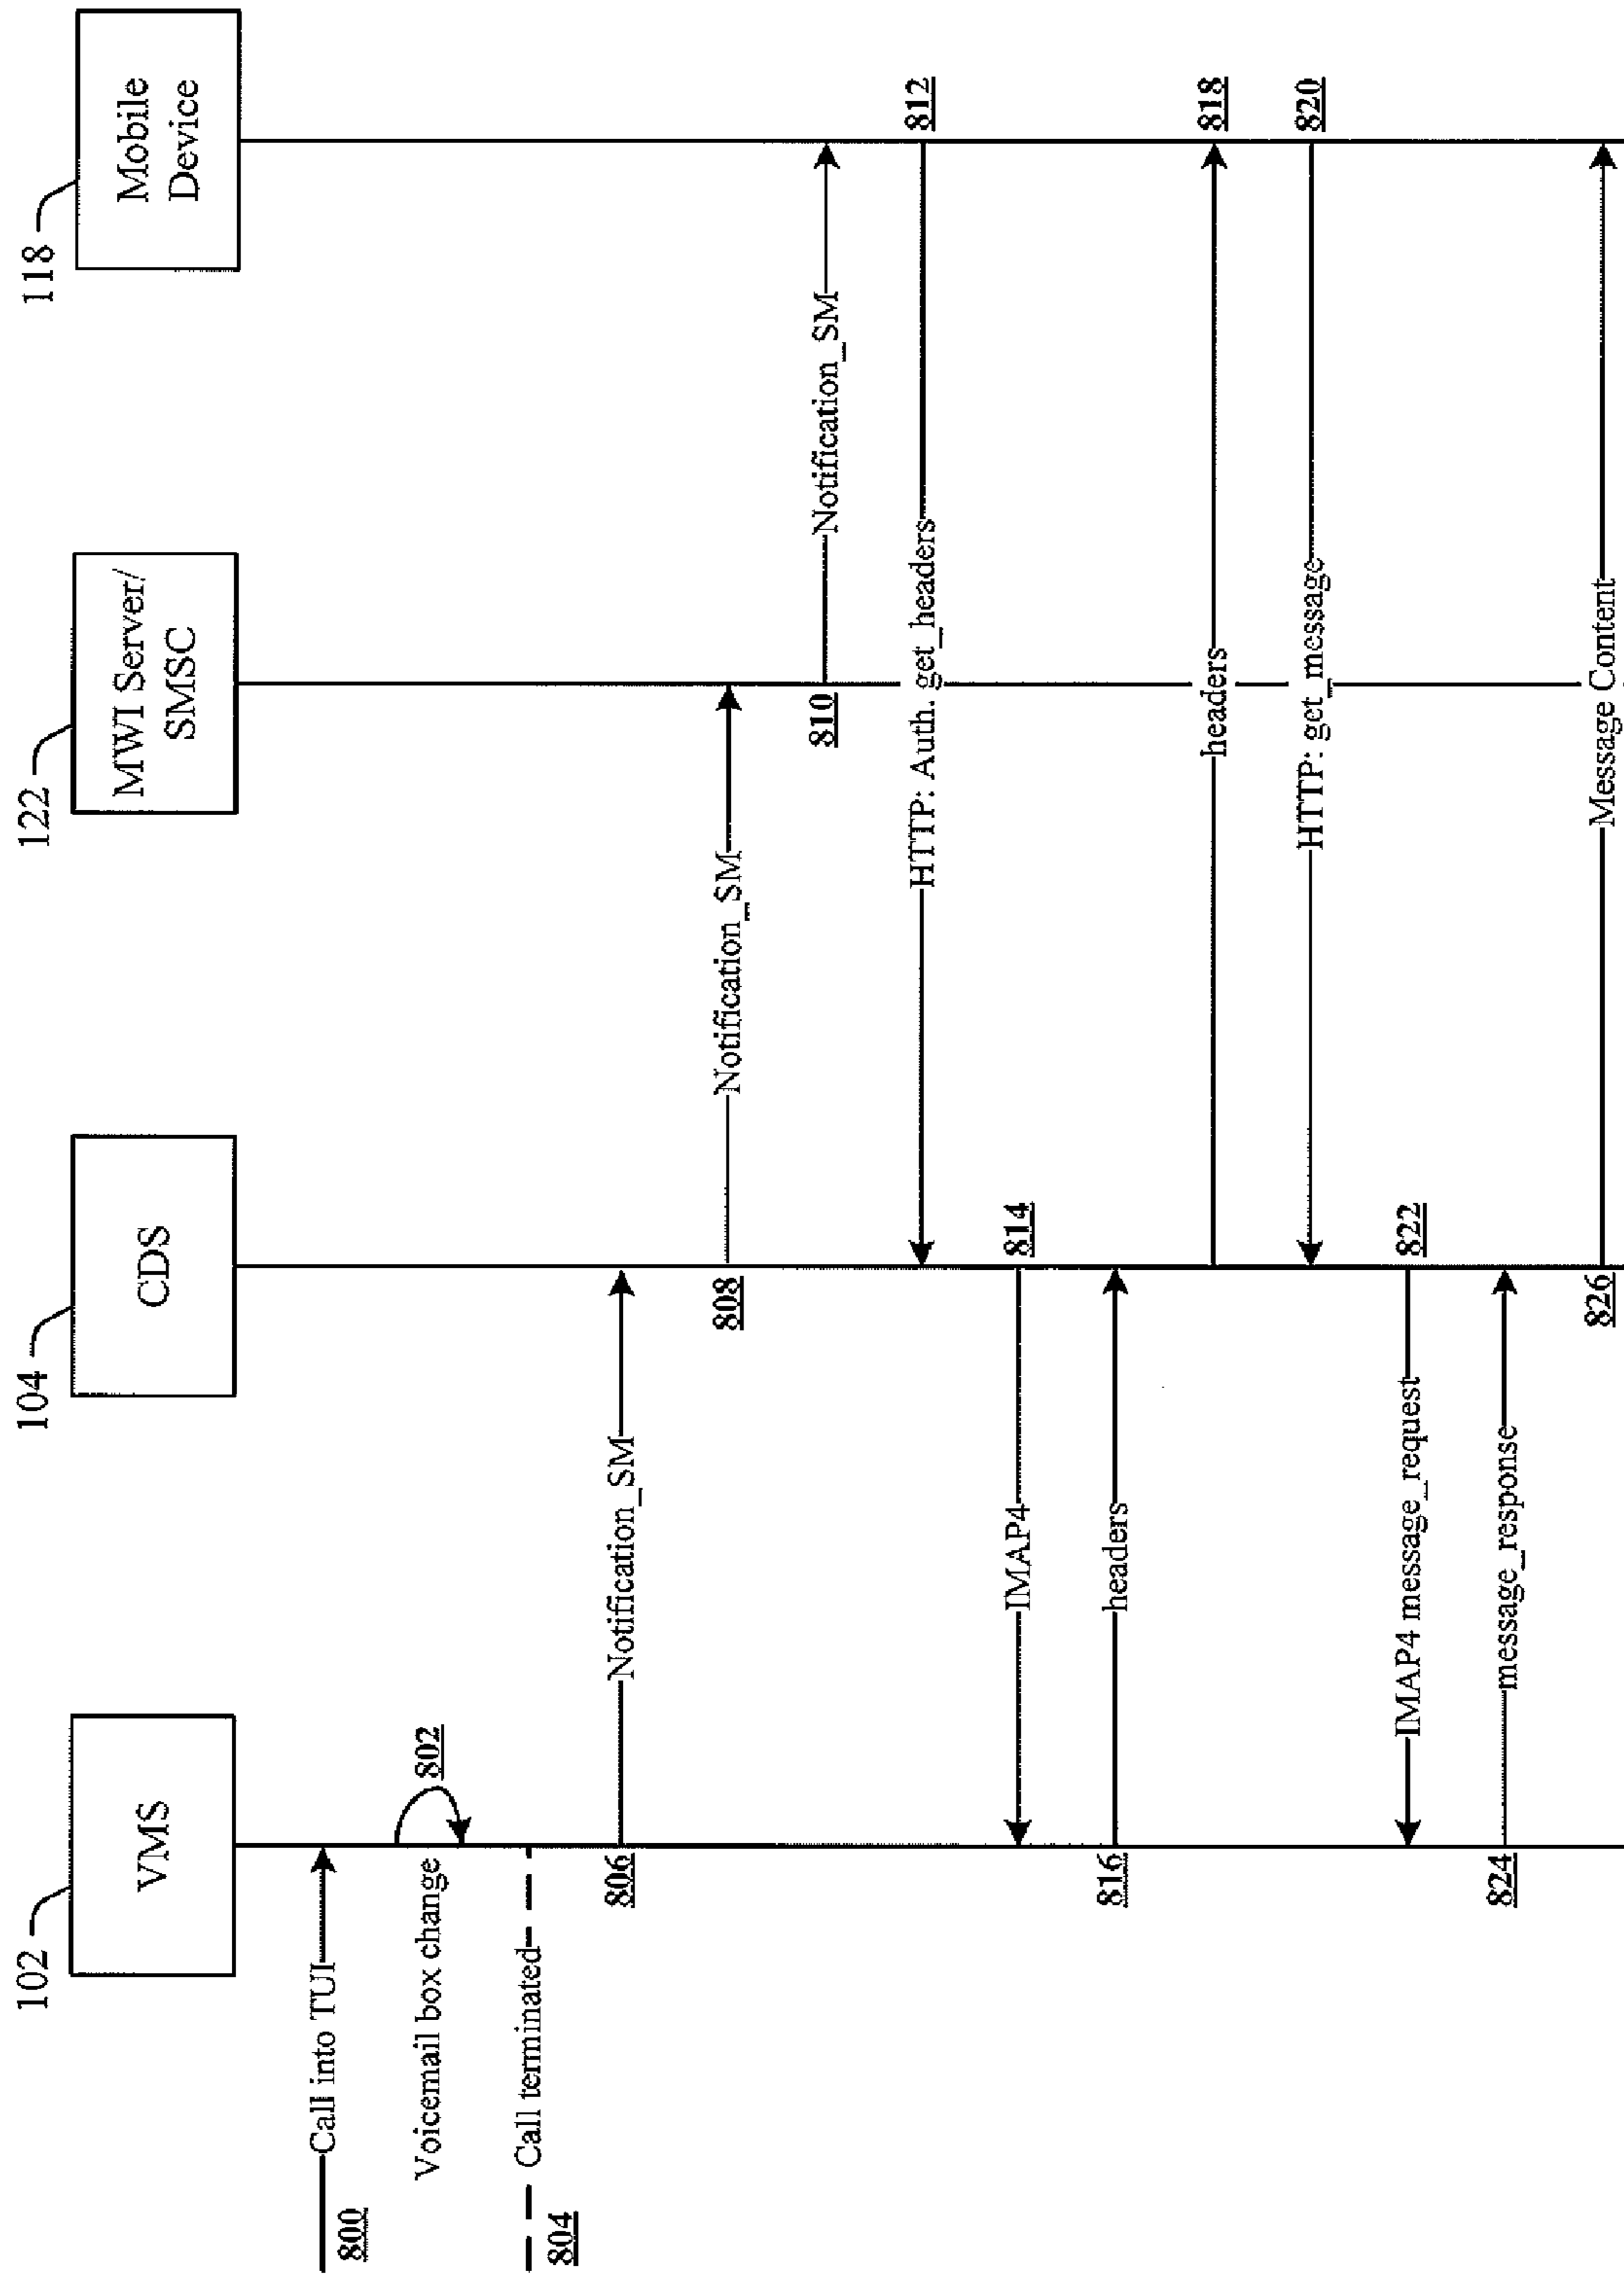 102
VMS
104
CDS
122
MWI Server/
SMSC
118
Mobile
Device
Call into TUI
800
802
Voicemail box change
Call terminated
804
Notification_SM
806
Notification_SM
808
Notification_SM
810
812
HTTP: Auth. get_headers
814
IMAP4
headers
816
818
headers
820
HTTP: get_message
822
IMAP4 message_request
message_response
824
Message Content
826